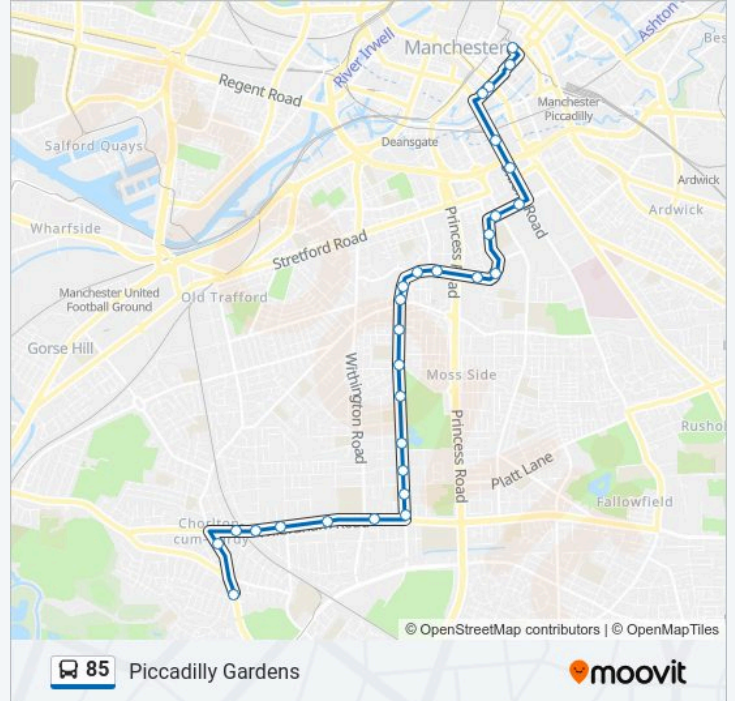 Manchester
River Irwell
Ashton
Regent Road
Manchester
Piccadilly
Deansgate
Salford Quays
Ardwick
Ardwick
Wharfside
Princess
Road
Stretford Road
Manchester United
Football Ground
Old Trafford
Gorse Hill
Withington Road
Moss Side
Princess Road
Platt Lane
Rusho
Fallowfield
Chorlton-
© OpenStreetMap contributors | © OpenMapTiles
85 Piccadilly Gardens
moovit